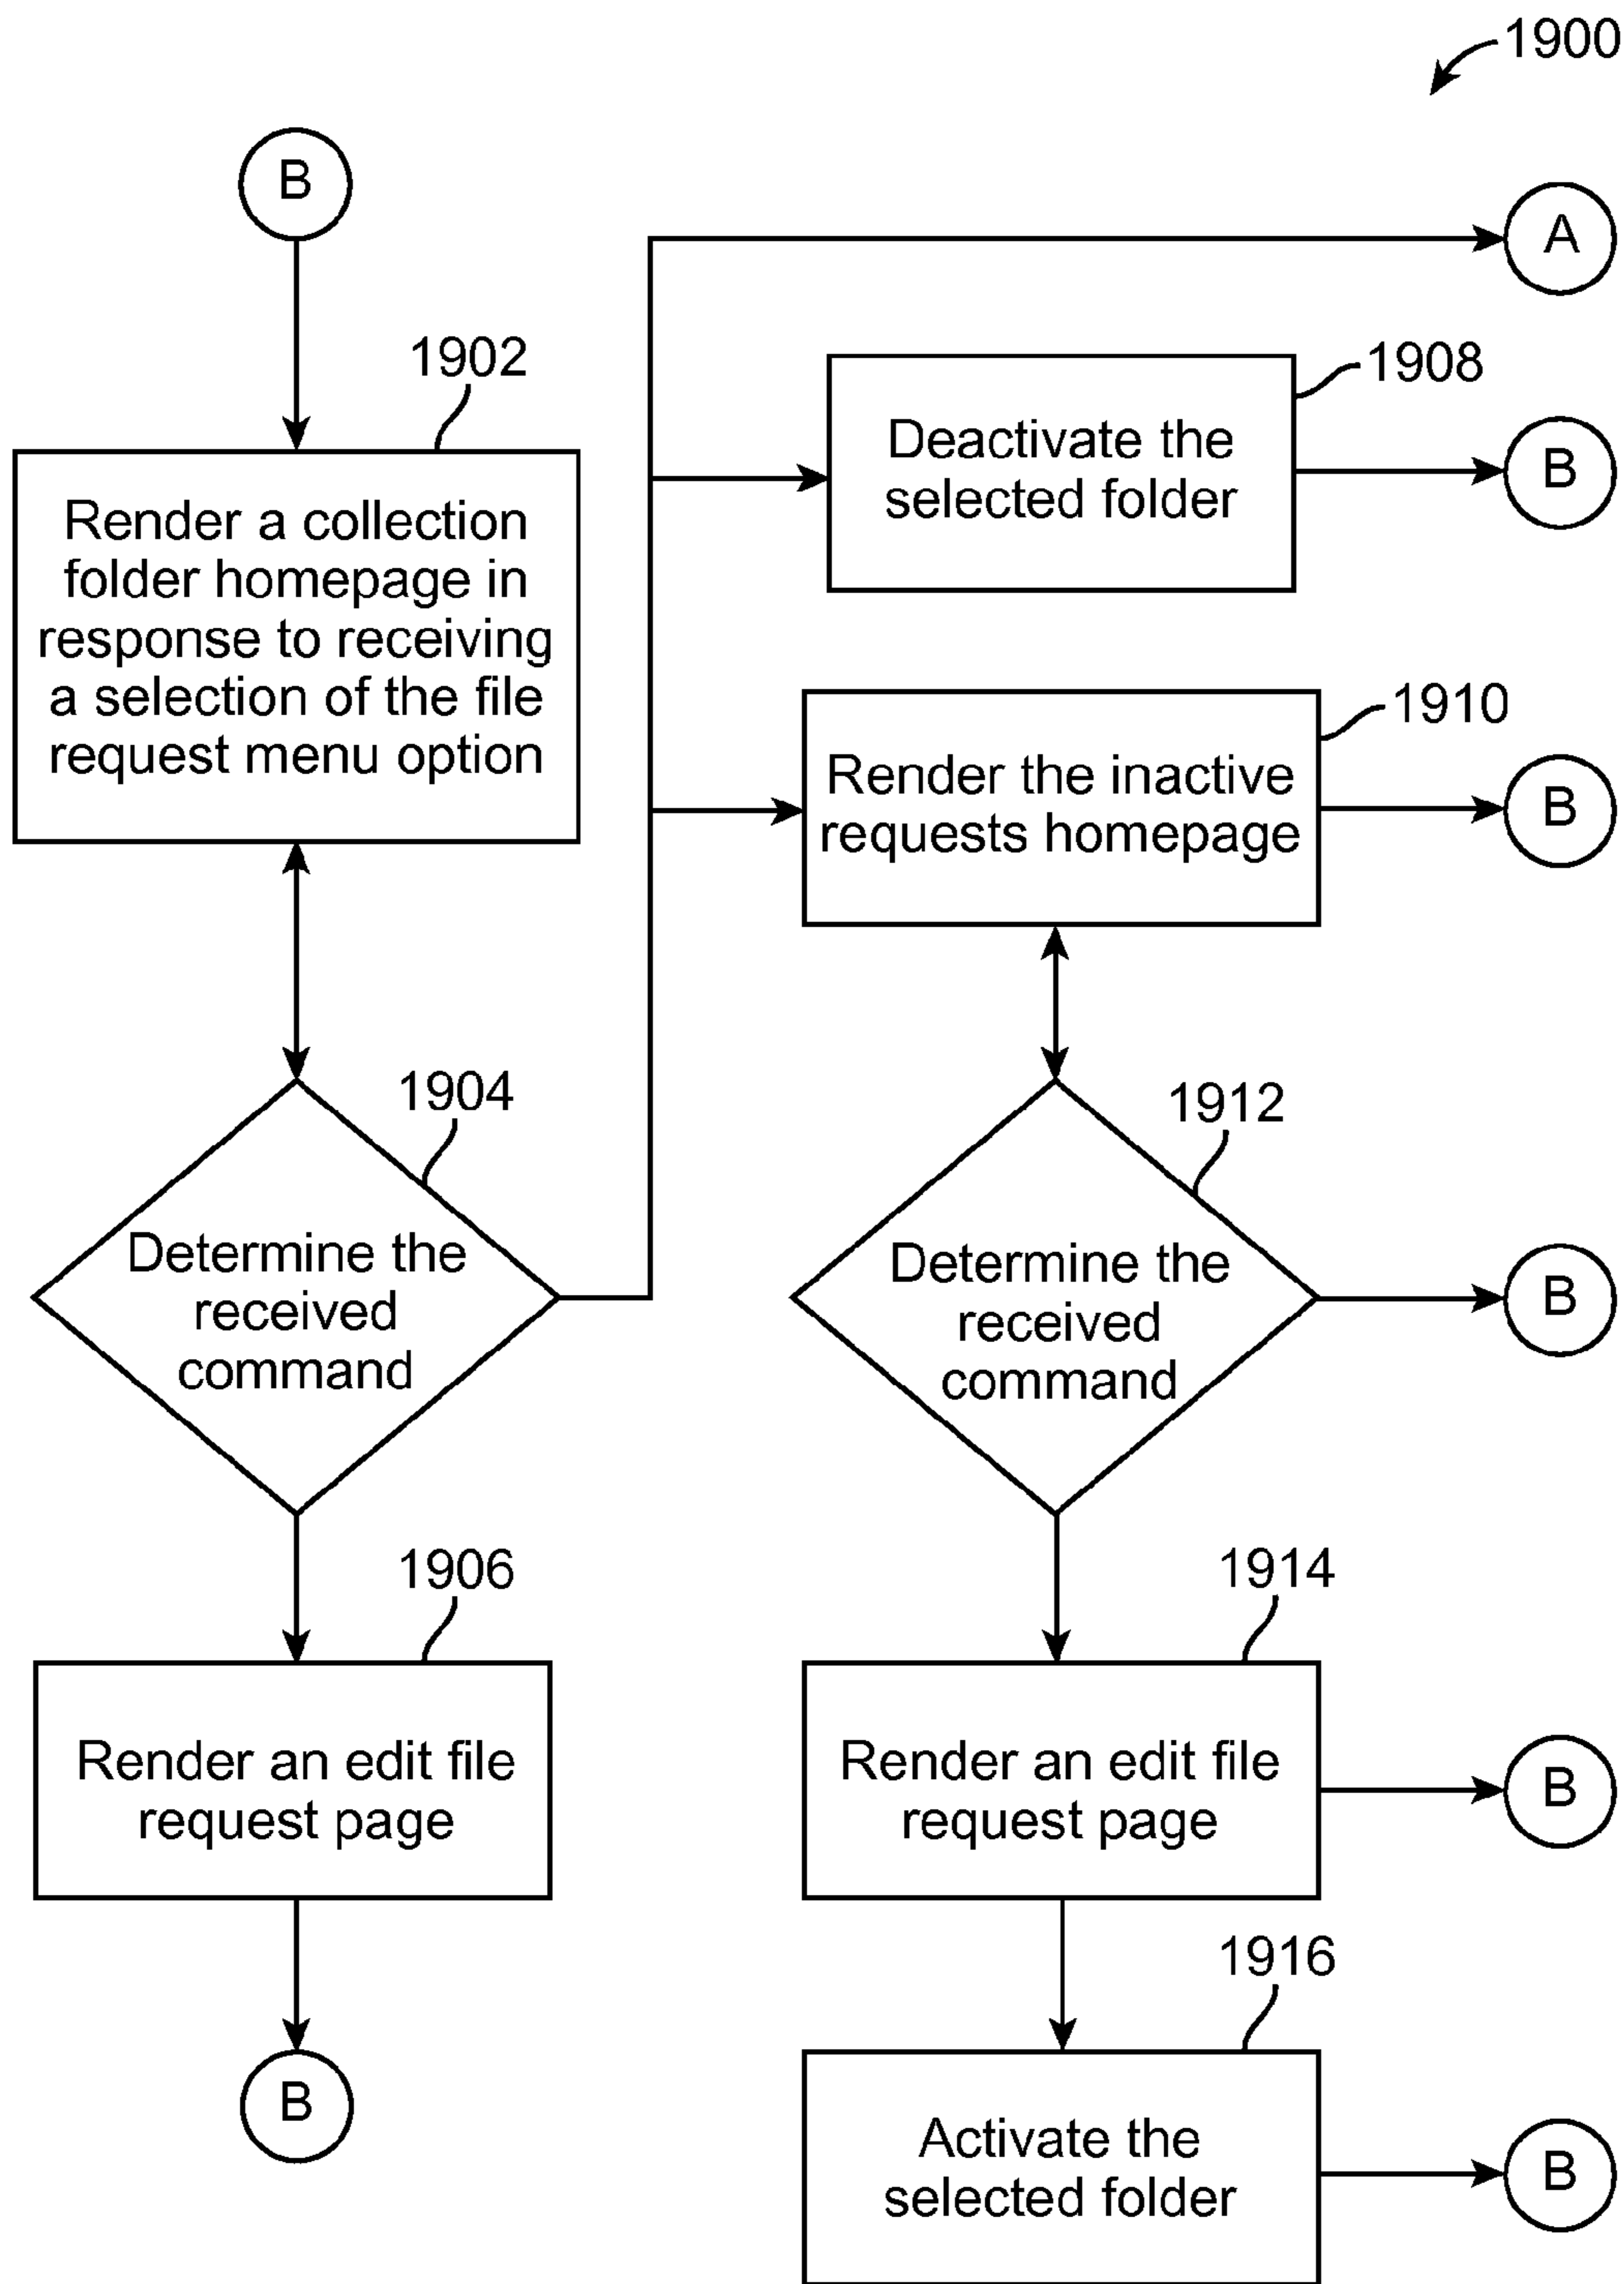 1900
B
A
1902
Render a collection
folder homepage in
response to receiving
a selection of the file
request menu option
1908
Deactivate the
selected folder
B
1910
Render the inactive
requests homepage
B
1904
Determine the
received
command
1912
Determine the
received
command
B
1906
Render an edit file
request page
B
1914
Render an edit file
request page
B
1916
Activate the
selected folder
B